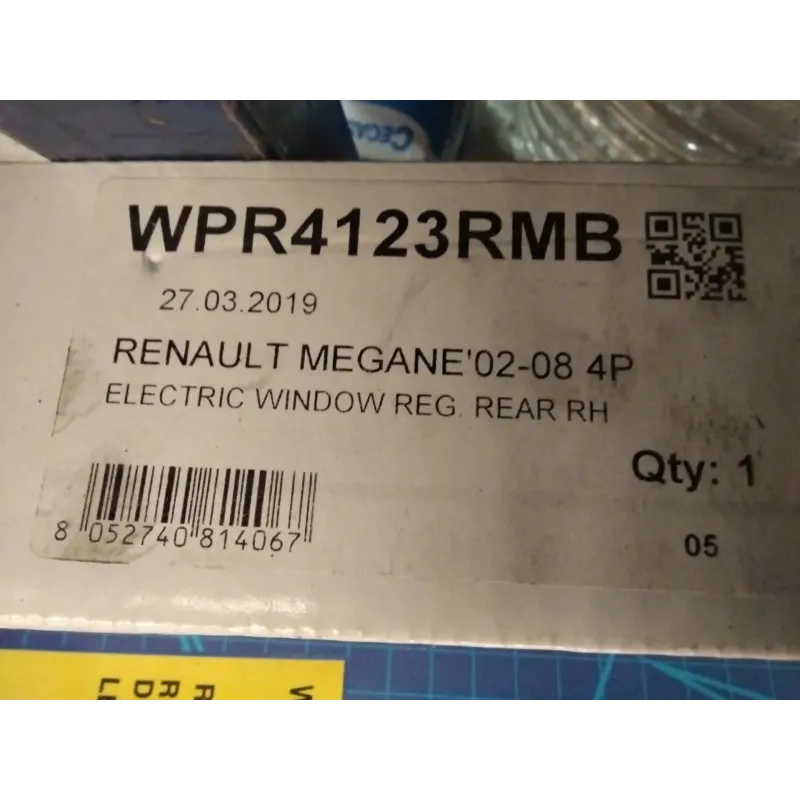 WPR4123RMB
27.03.2019
RENAULT MEGANE'02-08 4P
ELECTRIC WINDOW REG. REAR RH
Qty: 1
8 052740 814067
05